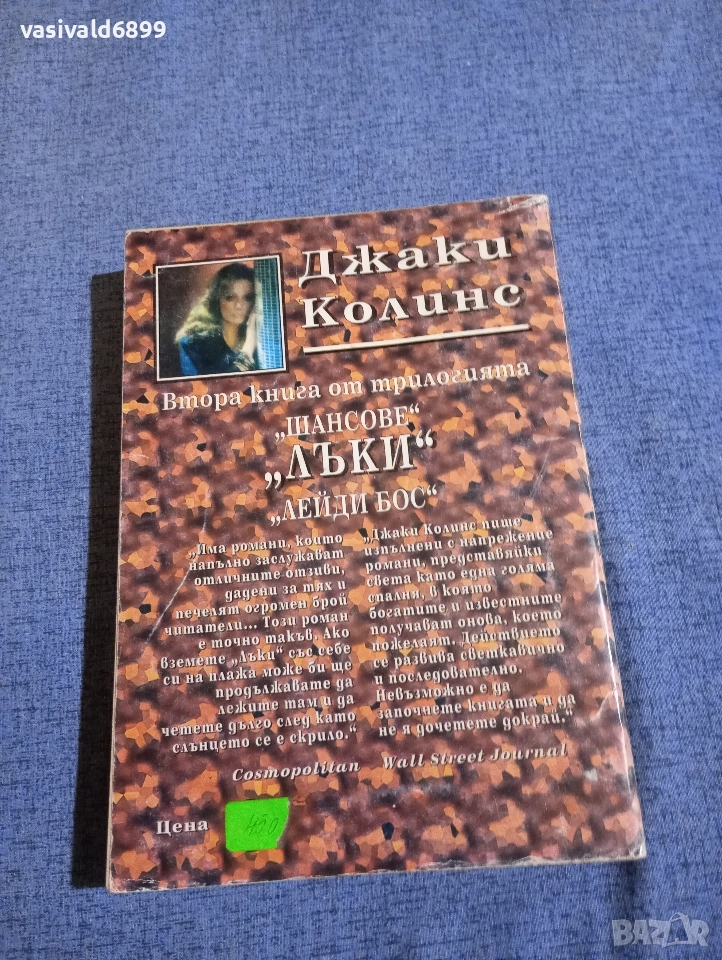 vasivald6899
Джаки
Колинс
Втора книга от трилогията
„ШАНСОВЕ“
„ЛЪКИ“
„ЛЕЙДИ БОС“
„Има романи, които
напълно заслужават
отличните отзиви,
дадени за тях и
печелят огромен брой
читатели... Този роман
е точно такъв. Ако
вземете „Лъки“ със себе
си на плажа може би ще
продължавате да
лежите там и да
четете дълго след като
слънцето се е скрило.“
Cosmopolitan
„Джаки Колинс пише
изпълнени с напрежение
романи, представяйки
света като една голяма
спалня, в която
богатите и известните
получават онова, което
пожелаят. Действието
се развива светкавично
и последователно.
Невъзможно е да
започнете книгата и да
не я дочетете докрай.“
Wall Street Journal
Цена
BAZAR